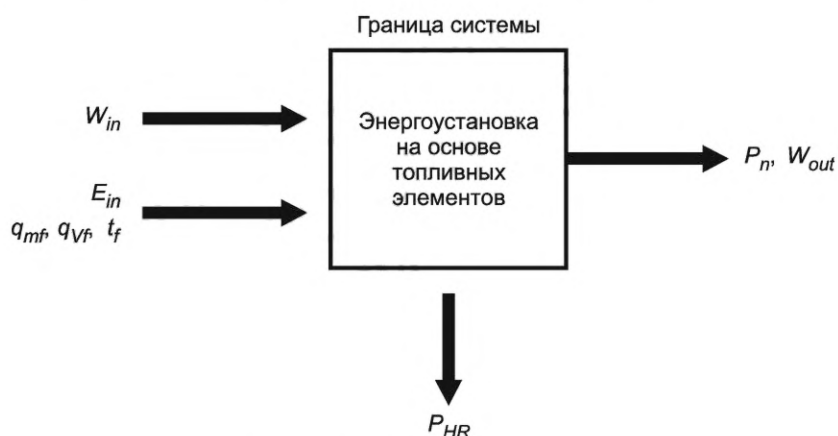 Граница системы
W_in
E_in
q_mf, q_Vf, t_f
Энергоустановка
на основе
топливных
элементов
P_n, W_out
P_HR